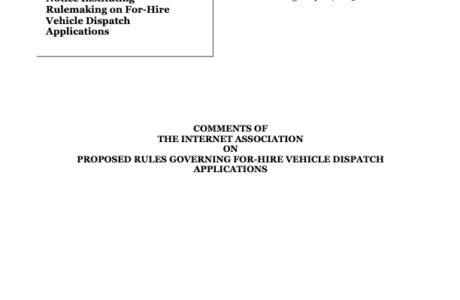 Notice Instituting
Rulemaking on For-Hire
Vehicle Dispatch
Applications
COMMENTS OF
THE INTERNET ASSOCIATION
ON
PROPOSED RULES GOVERNING FOR-HIRE VEHICLE DISPATCH
APPLICATIONS